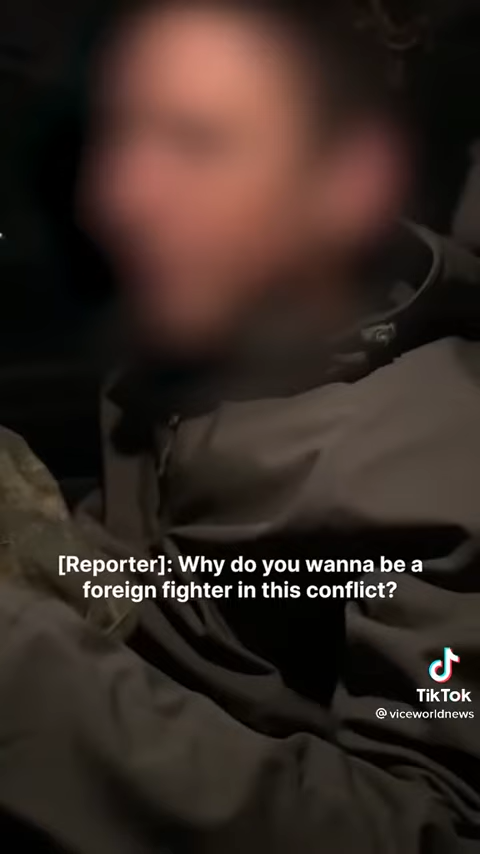 [Reporter]: Why do you wanna be a
foreign fighter in this conflict?
TikTok
@viceworldnews